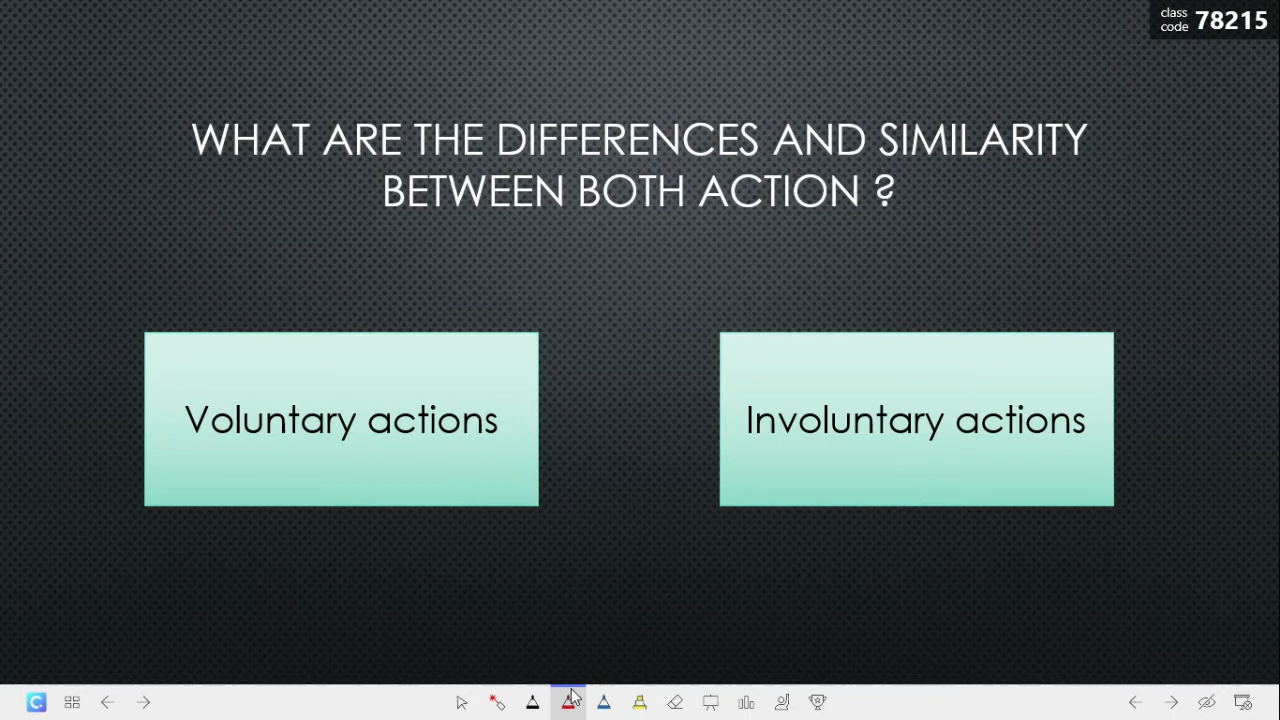 class
code 78215
WHAT ARE THE DIFFERENCES AND SIMILARITY
BETWEEN BOTH ACTION ?
Voluntary actions
Involuntary actions